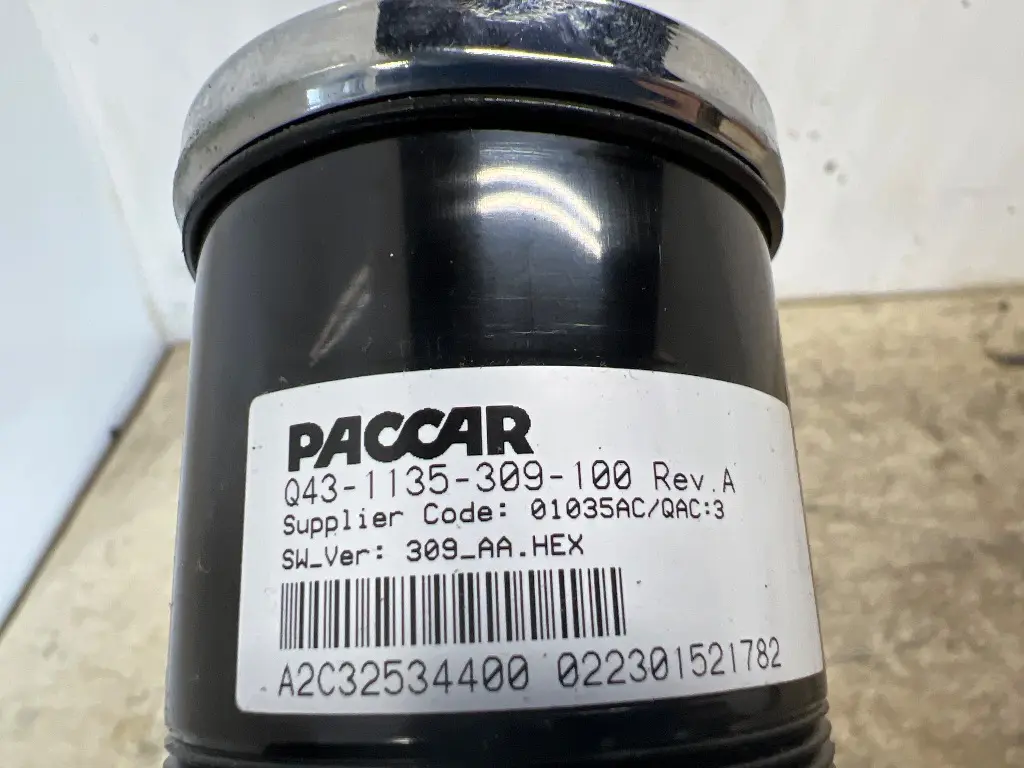 PACCAR
Q43-1135-309-100 Rev.A
Supplier Code: 01035AC/QAC:3
SW_Ver: 309_AA.HEX
A2C32534400 022301521782